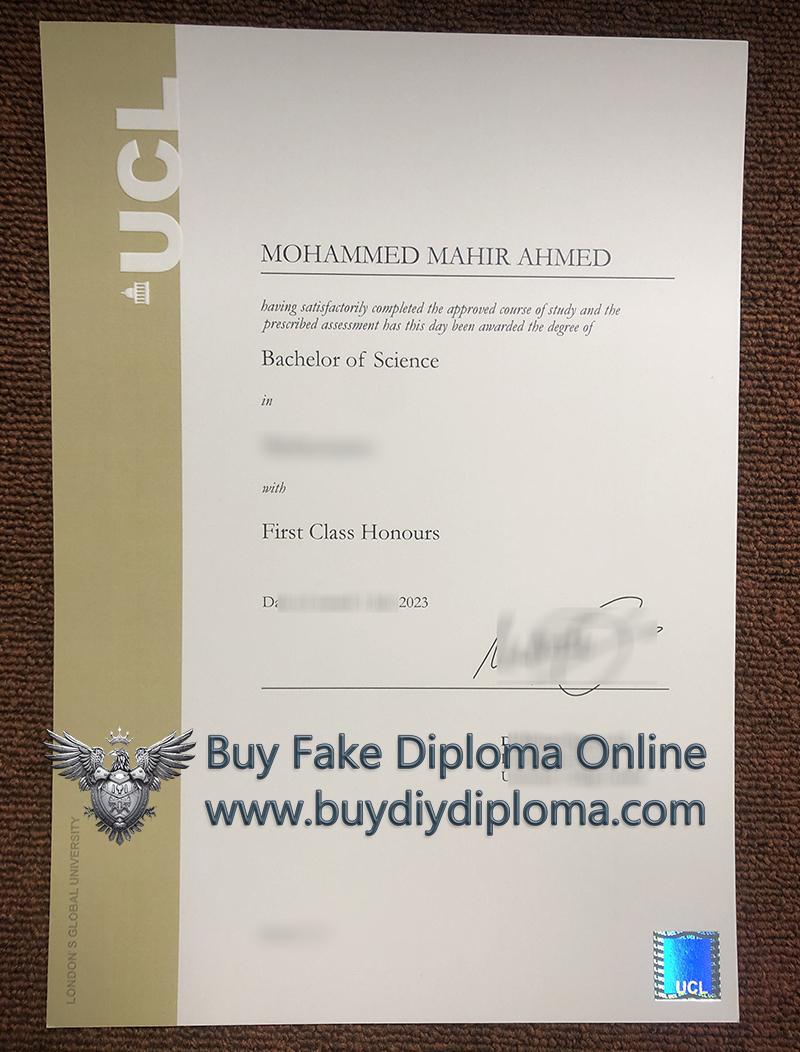 UCL
MOHAMMED MAHIR AHMED
having satisfactorily completed the approved course of study and the
prescribed assessment has this day been awarded the degree of
Bachelor of Science
in
with
First Class Honours
2023
Buy Fake Diploma Online
www.buydiydiploma.com
LONDON'S GLOBAL UNIVERSITY
UCL